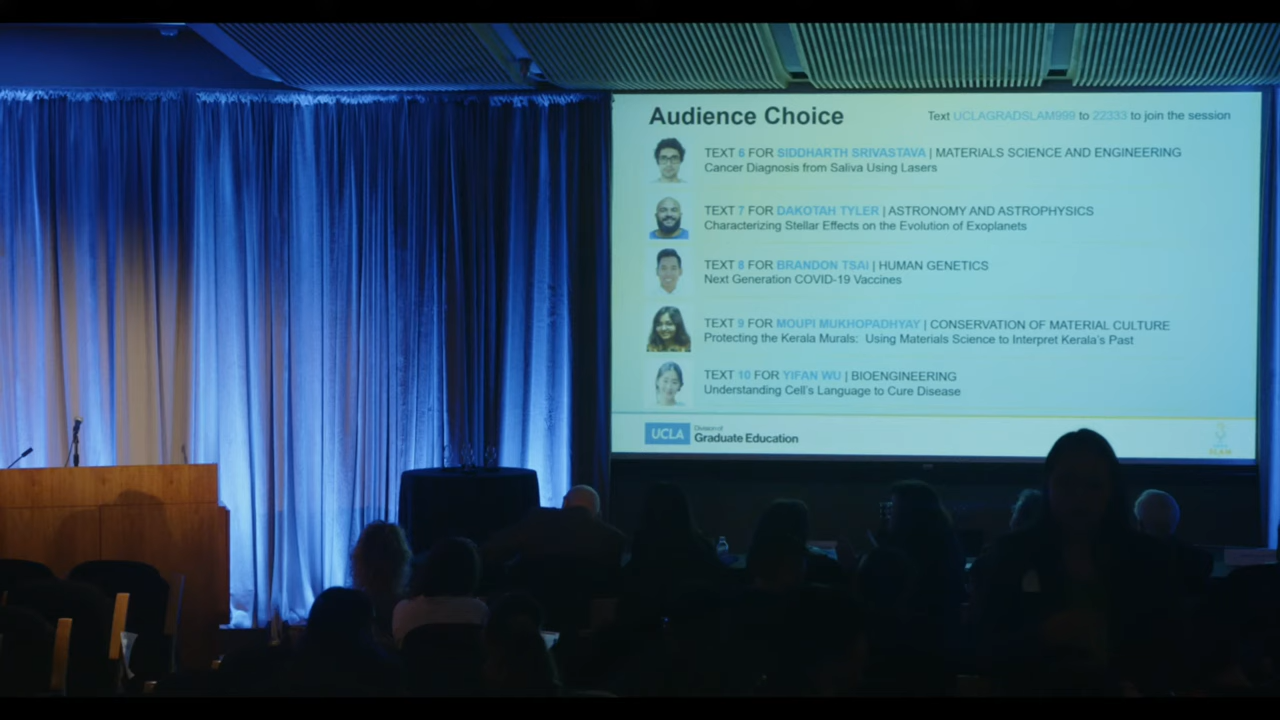 Audience Choice
Text UCLAGRADSLAM999 to 22333 to join the session
TEXT 6 FOR SIDDHARTH SRIVASTAVA | MATERIALS SCIENCE AND ENGINEERING
Cancer Diagnosis from Saliva Using Lasers
TEXT 7 FOR DAKOTAH TYLER | ASTRONOMY AND ASTROPHYSICS
Characterizing Stellar Effects on the Evolution of Exoplanets
TEXT 8 FOR BRANDON TSAI | HUMAN GENETICS
Next Generation COVID-19 Vaccines
TEXT 9 FOR MOUPI MUKHOPADHYAY | CONSERVATION OF MATERIAL CULTURE
Protecting the Kerala Murals: Using Materials Science to Interpret Kerala's Past
TEXT 10 FOR YIFAN WU | BIOENGINEERING
Understanding Cell's Language to Cure Disease
UCLA
Division of
Graduate Education
SLAM